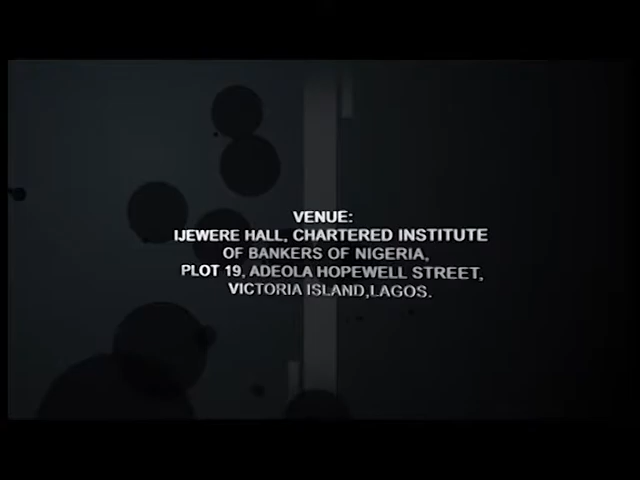 VENUE:
IJEWERE HALL, CHARTERED INSTITUTE
OF BANKERS OF NIGERIA,
PLOT 19, ADEOLA HOPEWELL STREET,
VICTORIA ISLAND,LAGOS.